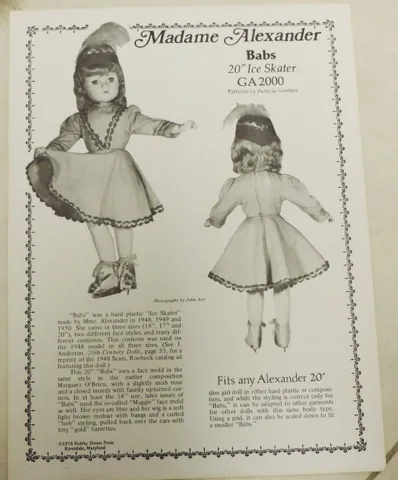 Madame Alexander
Babs
20" Ice Skater
GA2000
Patterns by Patricia Gardner
Photographs by John Axe
"Babs" was a hard plastic "Ice Skater"
made by Mme. Alexander in 1948, 1949 and
1950. She came in three sizes (14", 17" and
20"), two different face styles, and many dif-
ferent costumes. This costume was used on
the 1948 model in all three sizes. (See J.
Anderton, 20th Century Dolls, page 35, for a
reprint of the 1948 Sears, Roebuck catalog ad
featuring this doll.)
This 20" "Babs" uses a face mold in the
same style as the earlier composition
Margaret O'Brien, with a slightly snub nose
and a closed mouth with faintly upturned cor-
ners. In at least the 14" size, later issues of
"Babs" used the so-called "Maggie" face mold
as well. Her eyes are blue and her wig is a soft
light brown mohair with bangs and a curled
"bob" styling, pulled back over the ears with
tiny "gold" barrettes.
Fits any Alexander 20"
slim girl doll in either hard plastic or composi-
tion, and while the styling is correct only for
"Babs," it can be adapted to other garments
for other dolls with this same body type.
Using a grid, it can also be scaled down to fit
a smaller "Baby."
©1978 Hobby House Press
Riverdale, Maryland